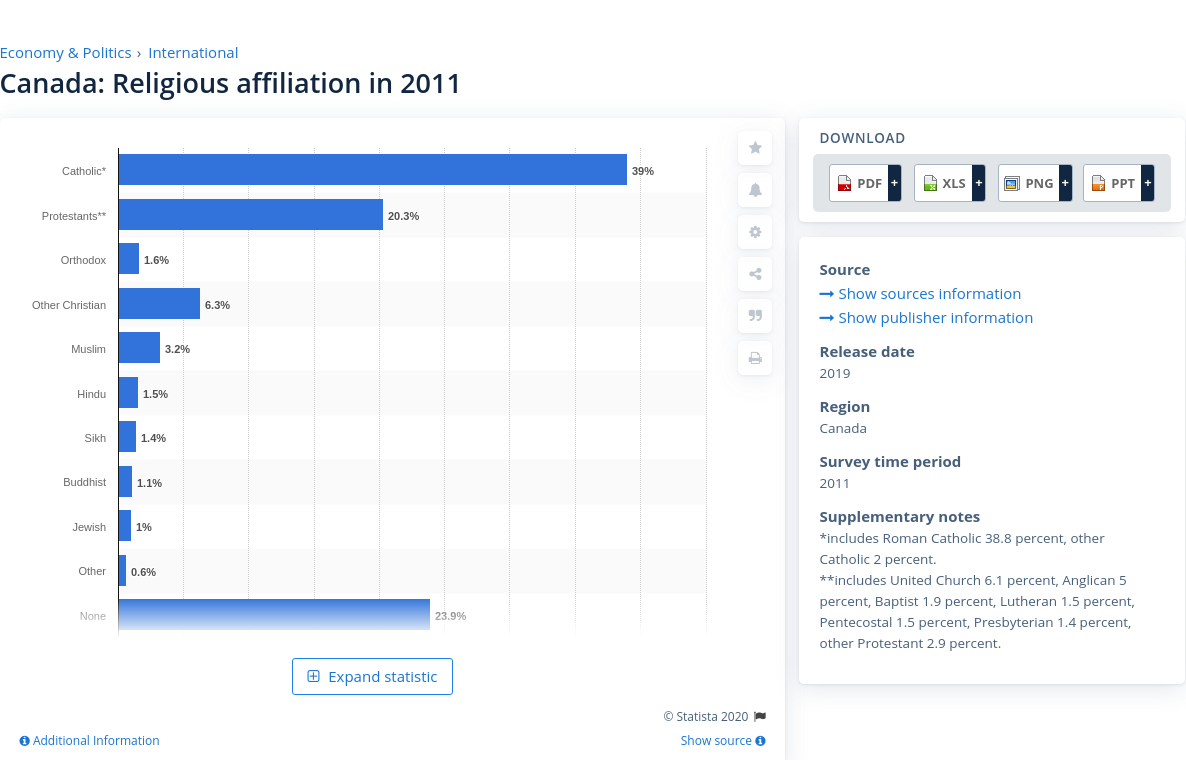 Economy & Politics › International
Canada: Religious affiliation in 2011
Catholic* 39%
Protestants** 20.3%
Orthodox 1.6%
Other Christian 6.3%
Muslim 3.2%
Hindu 1.5%
Sikh 1.4%
Buddhist 1.1%
Jewish 1%
Other 0.6%
None 23.9%
Expand statistic
© Statista 2020
Additional Information Show source
DOWNLOAD
PDF + XLS + PNG + PPT +
Source
Show sources information
Show publisher information
Release date
2019
Region
Canada
Survey time period
2011
Supplementary notes
*includes Roman Catholic 38.8 percent, other
Catholic 2 percent.
**includes United Church 6.1 percent, Anglican 5
percent, Baptist 1.9 percent, Lutheran 1.5 percent,
Pentecostal 1.5 percent, Presbyterian 1.4 percent,
other Protestant 2.9 percent.